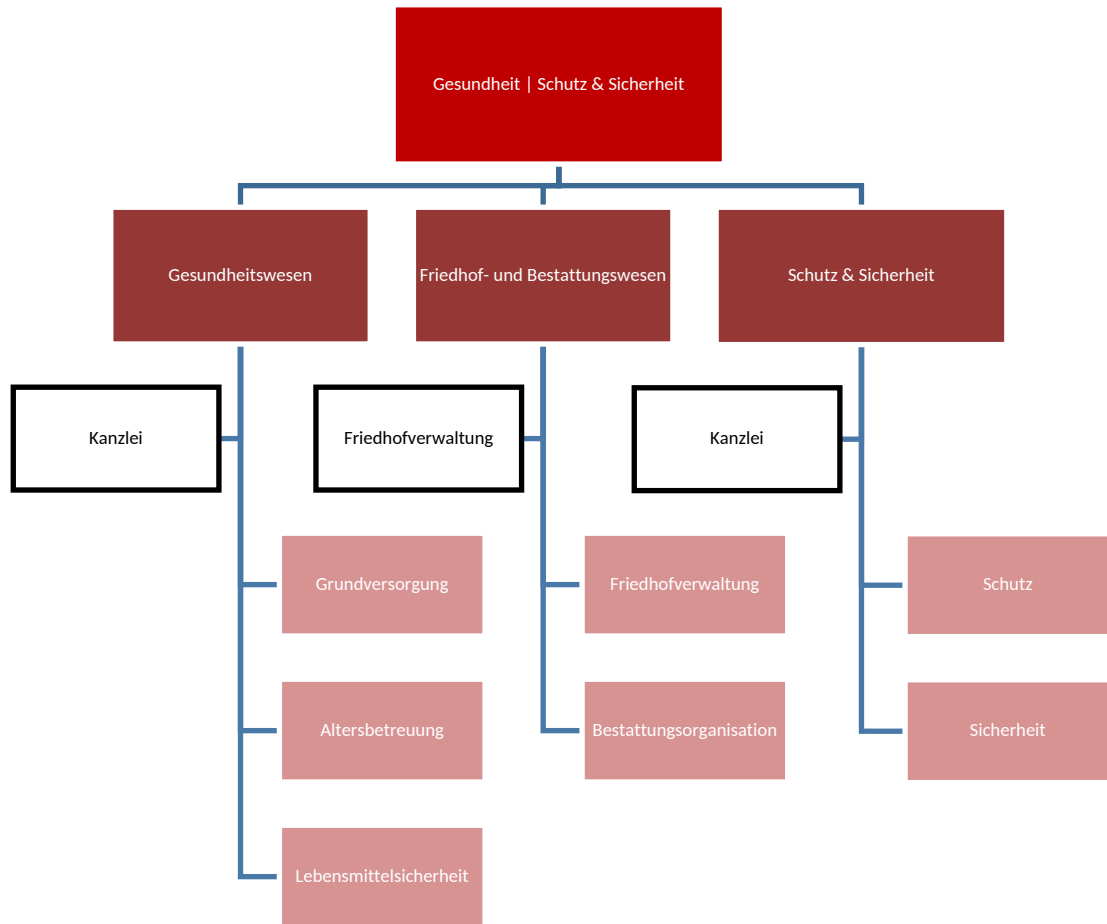 Gesundheit | Schutz & Sicherheit
Gesundheitswesen
Friedhof- und Bestattungswesen
Schutz & Sicherheit
Kanzlei
Friedhofverwaltung
Kanzlei
Grundversorgung
Friedhofverwaltung
Schutz
Altersbetreuung
Bestattungsorganisation
Sicherheit
Lebensmittelsicherheit